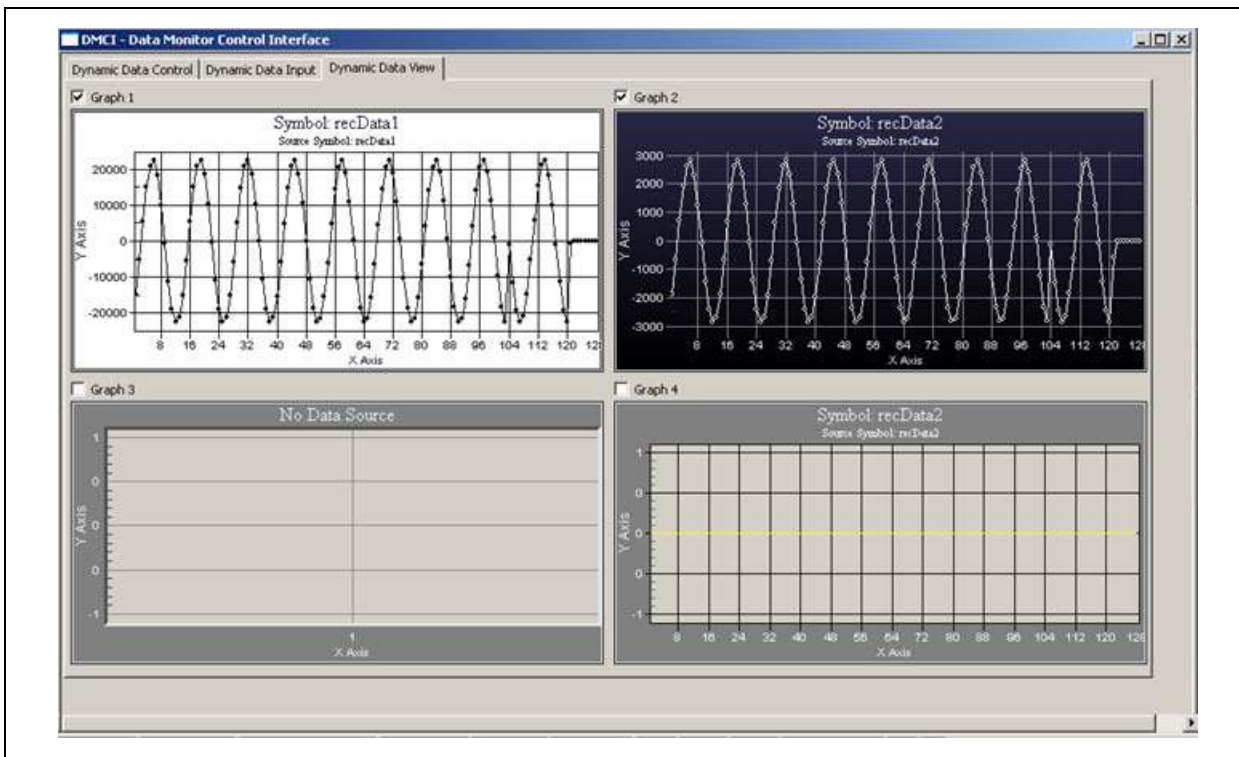 DMCI - Data Monitor Control Interface
Dynamic Data Control Dynamic Data Input Dynamic Data View
Graph 1
Symbol: recData1
Source Symbol: recData1
20000
10000
0
-10000
-20000
Y Axis
8 16 24 32 40 48 56 64 72 80 88 96 104 112 120 128
X Axis
Graph 2
Symbol: recData2
Source Symbol: recData2
3000
2000
1000
0
-1000
-2000
-3000
Y Axis
8 16 24 32 40 48 56 64 72 80 88 96 104 112 120 128
X Axis
Graph 3
No Data Source
1
0
0
0
-1
Y Axis
1
X Axis
Graph 4
Symbol: recData2
Source Symbol: recData2
1
0
0
0
-1
Y Axis
8 16 24 32 40 48 56 64 72 80 88 96 104 112 120 128
X Axis